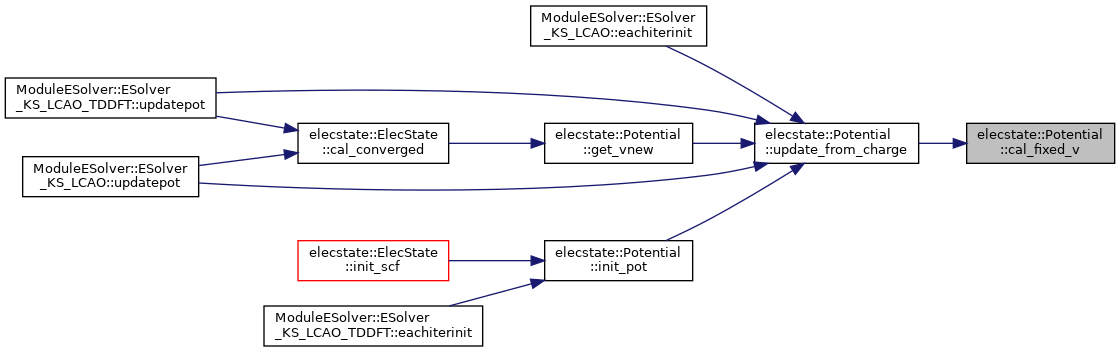 ModuleESolver::ESolver
_KS_LCAO::eachiterinit
ModuleESolver::ESolver
_KS_LCAO_TDDFT::updatepot
elecstate::ElecState
::cal_converged
elecstate::Potential
::get_vnew
elecstate::Potential
::update_from_charge
elecstate::Potential
::cal_fixed_v
ModuleESolver::ESolver
_KS_LCAO::updatepot
elecstate::ElecState
::init_scf
elecstate::Potential
::init_pot
ModuleESolver::ESolver
_KS_LCAO_TDDFT::eachiterinit